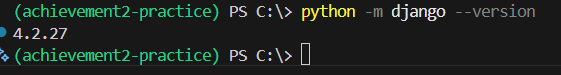 (achievement2-practice) PS C:\> python -m django --version
4.2.27
(achievement2-practice) PS C:\>